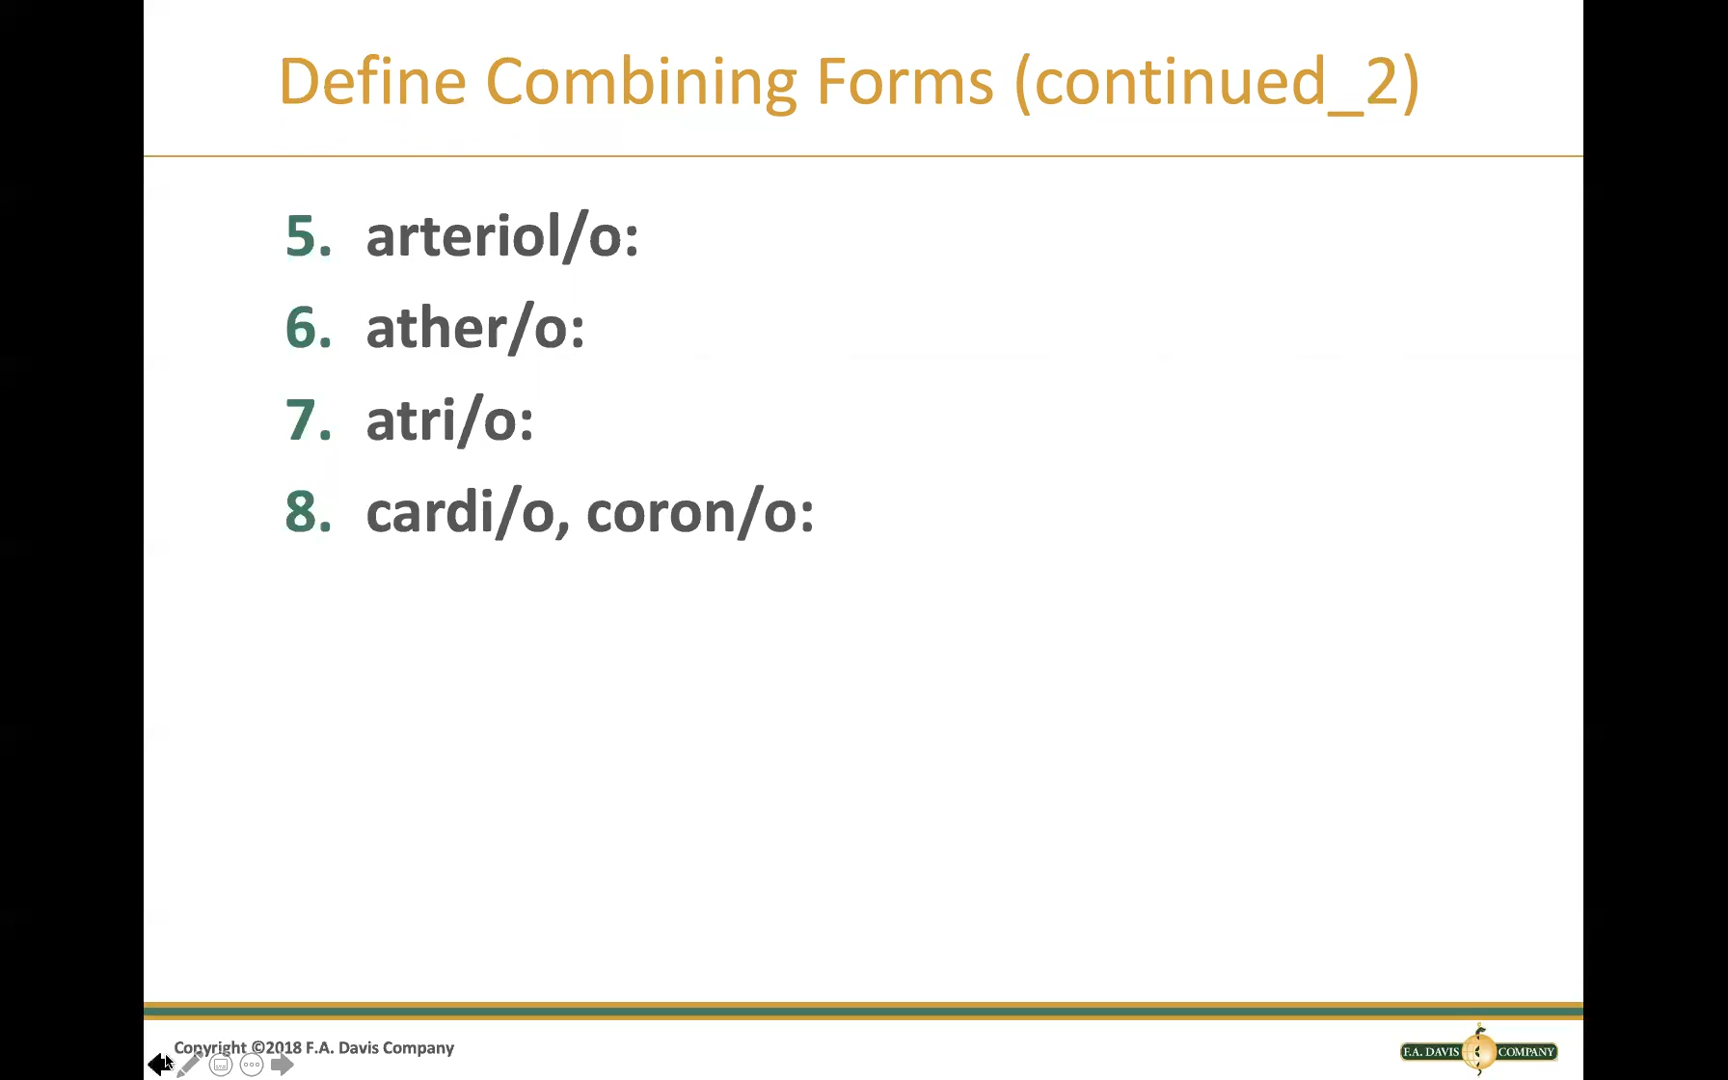 Define Combining Forms (continued_2)
5. arteriol/o:
6. ather/o:
7. atri/o:
8. cardi/o, coron/o:
Copyright ©2018 F.A. Davis Company
F.A. DAVIS COMPANY